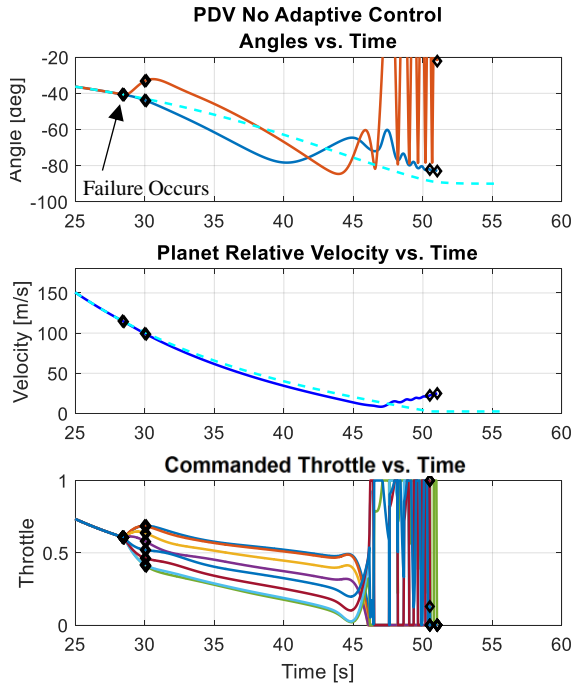 PDV No Adaptive Control
Angles vs. Time
-20
-40
-60
-80
-100
Angle [deg]
Failure Occurs
25 30 35 40 45 50 55 60
Planet Relative Velocity vs. Time
150
100
50
0
Velocity [m/s]
25 30 35 40 45 50 55 60
Commanded Throttle vs. Time
1
0.5
0
Throttle
25 30 35 40 45 50 55 60
Time [s]